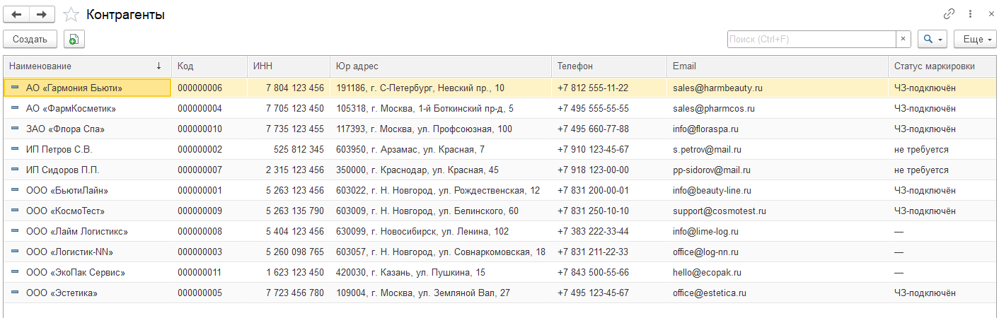 Контрагенты
Создать Поиск (Ctrl+F) × Еще
Наименование ↓ Код ИНН Юр адрес Телефон Email Статус маркировки
АО «Гармония Бьюти» 000000006 7 804 123 456 191186, г. С-Петербург, Невский пр., 10 +7 812 555-11-22 sales@harmbeauty.ru ЧЗ-подключён
АО «ФармКосметик» 000000004 7 705 123 450 105318, г. Москва, 1-й Боткинский пр-д, 5 +7 495 555-55-55 sales@pharmcos.ru ЧЗ-подключён
ЗАО «Флора Спа» 000000010 7 735 123 455 117393, г. Москва, ул. Профсоюзная, 100 +7 495 660-77-88 info@floraspa.ru ЧЗ-подключён
ИП Петров С.В. 000000002 525 812 345 603950, г. Арзамас, ул. Красная, 7 +7 910 123-45-67 s.petrov@mail.ru не требуется
ИП Сидоров П.П. 000000007 2 315 123 456 350000, г. Краснодар, ул. Красная, 45 +7 918 123-00-00 pp-sidorov@mail.ru не требуется
ООО «БьютиЛайн» 000000001 5 263 123 456 603022, г. Н. Новгород, ул. Рождественская, 12 +7 831 200-00-01 info@beauty-line.ru ЧЗ-подключён
ООО «КосмоТест» 000000009 5 263 135 790 603009, г. Н. Новгород, ул. Белинского, 60 +7 831 250-10-10 support@cosmotest.ru ЧЗ-подключён
ООО «Лайм Логистикс» 000000008 5 404 123 456 630099, г. Новосибирск, ул. Ленина, 102 +7 383 222-33-44 info@lime-log.ru —
ООО «Логистик-NN» 000000003 5 260 098 765 603057, г. Н. Новгород, ул. Совнаркомовская, 18 +7 831 211-22-33 office@log-nn.ru —
ООО «ЭкоПак Сервис» 000000011 1 623 123 450 420030, г. Казань, ул. Пушкина, 15 +7 843 500-55-66 hello@ecopak.ru —
ООО «Эстетика» 000000005 7 723 456 780 109004, г. Москва, ул. Земляной Вал, 27 +7 495 123-45-67 office@estetica.ru ЧЗ-подключён